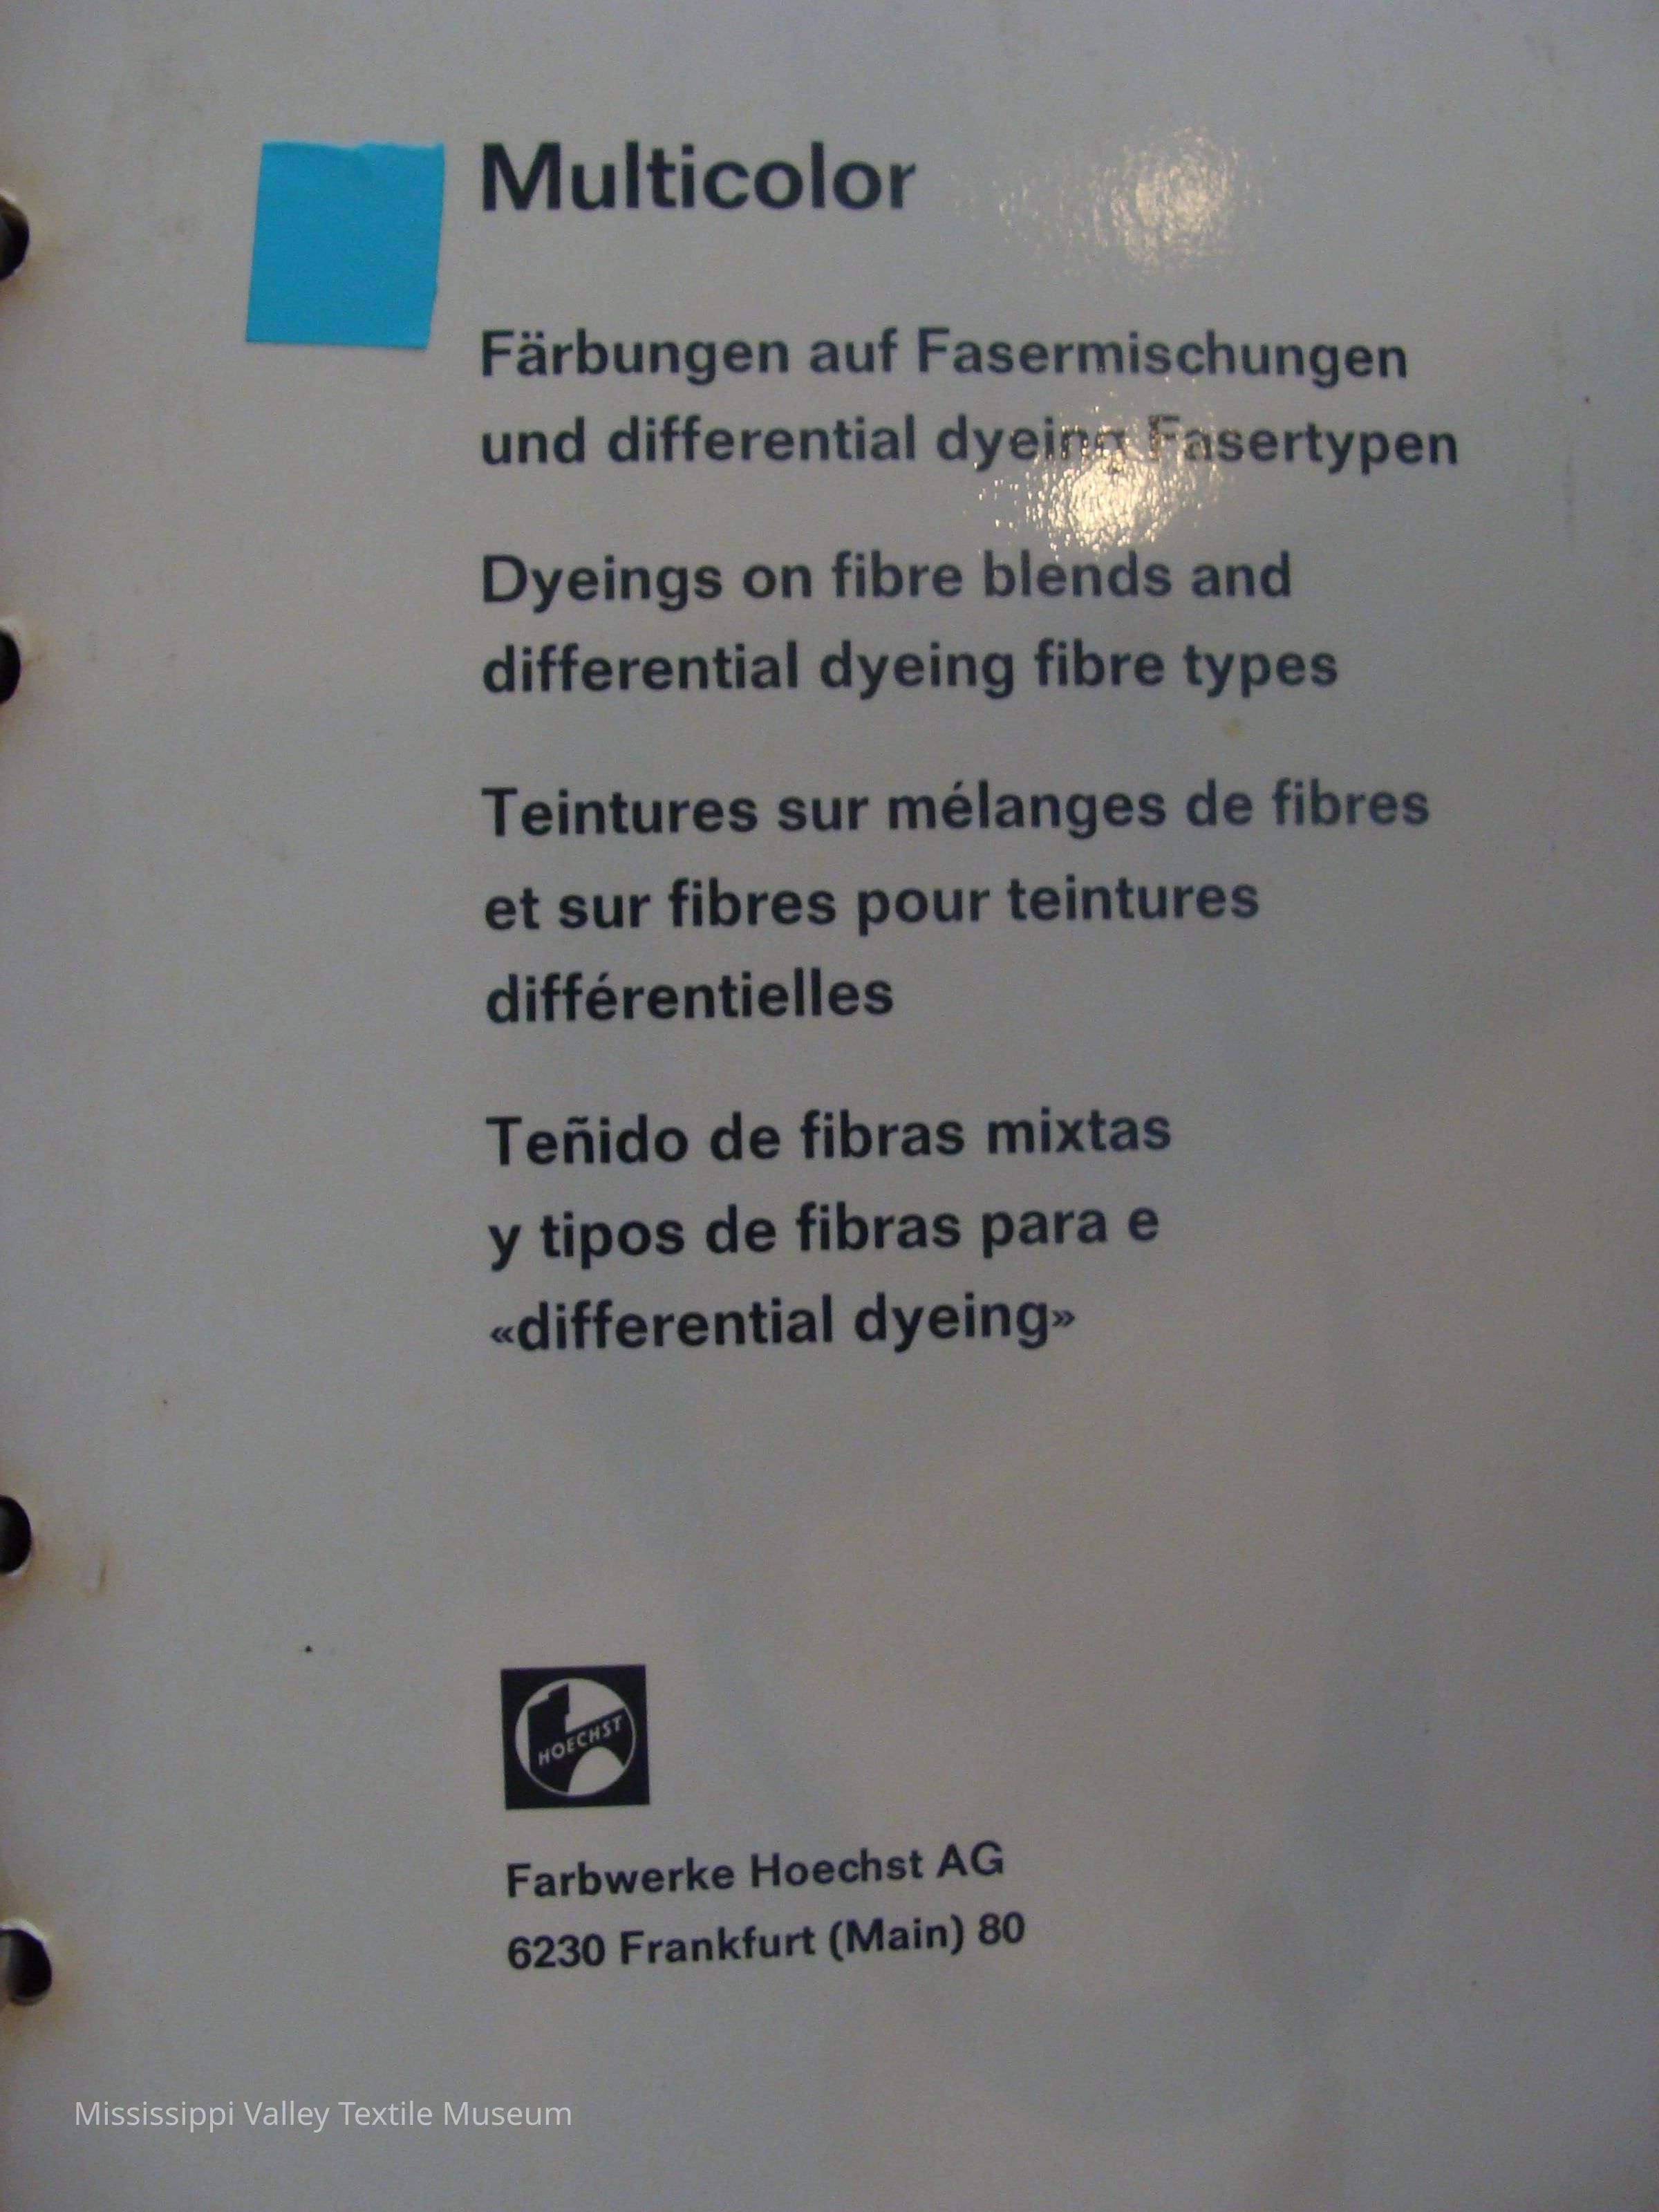 Multicolor
Färbungen auf Fasermischungen
und differential dyeing Fasertypen
Dyeings on fibre blends and
differential dyeing fibre types
Teintures sur mélanges de fibres
et sur fibres pour teintures
différentielles
Teñido de fibras mixtas
y tipos de fibras para e
«differential dyeing»
HOECHST
Farbwerke Hoechst AG
6230 Frankfurt (Main) 80
Mississippi Valley Textile Museum